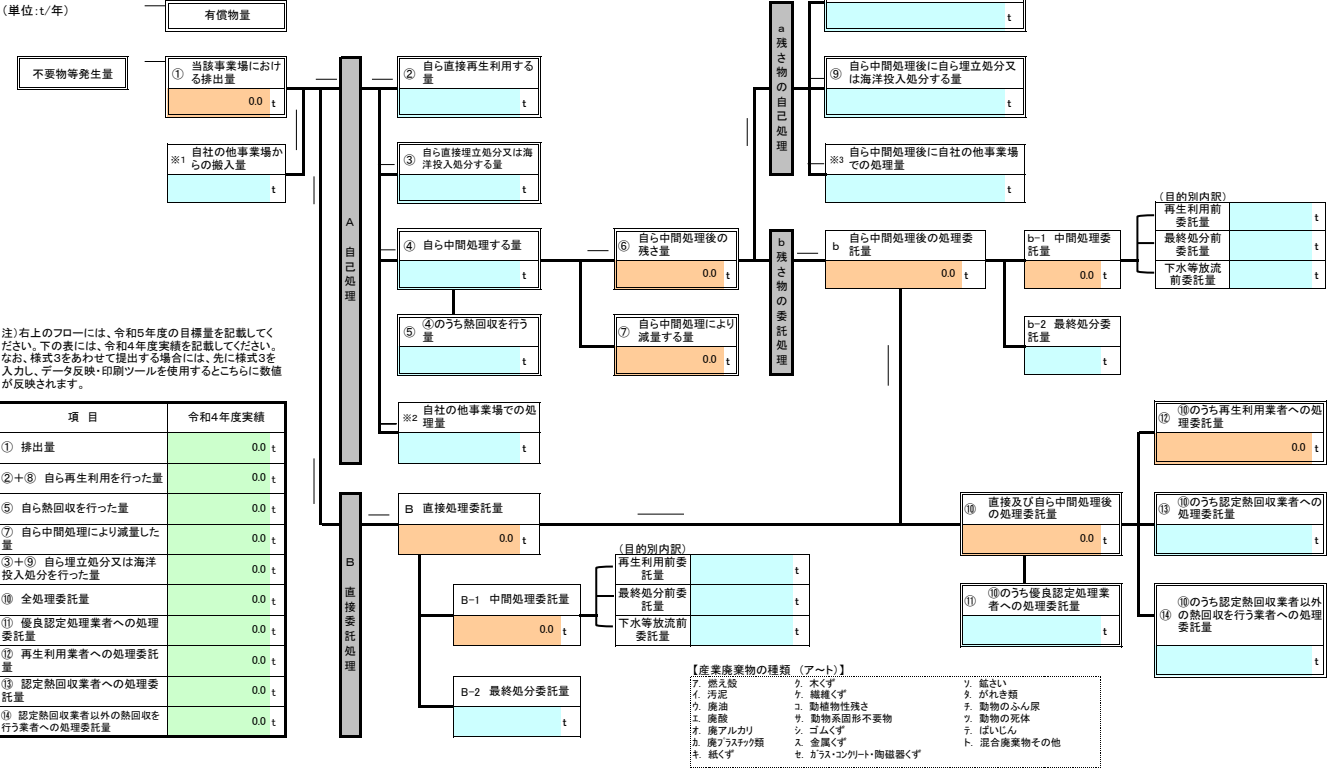 (単位:t/年)
有償物量
不要物等発生量
① 当該事業場におけ
る排出量
0.0 t
※1 自社の他事業場か
らの搬入量
t
A 自己処理
② 自ら直接再生利用する
量
t
③ 自ら直接埋立処分又は海
洋投入処分する量
t
④ 自ら中間処理する量
t
⑤ ④のうち熱回収を行う
量
t
※2 自社の他事業場での処
理量
t
⑥ 自ら中間処理後の
残さ量
0.0 t
⑦ 自ら中間処理により
減量する量
0.0 t
a 残さ物の自己処理
t
⑨ 自ら中間処理後に自ら埋立処分又
は海洋投入処分する量
t
※3 自ら中間処理後に自社の他事業場
での処理量
t
b 残さ物の委託処理
b 自ら中間処理後の処理委
託量
0.0 t
b-1 中間処理委
託量
0.0 t
b-2 最終処分委
託量
t
(目的別内訳)
再生利用前
委託量
t
最終処分前
委託量
t
下水等放流
前委託量
t
注)右上のフローには、令和5年度の目標量を記載してく
ださい。下の表には、令和4年度実績を記載してください。
なお、様式3をあわせて提出する場合には、先に様式3を
入力し、データ反映・印刷ツールを使用するとこちらに数値
が反映されます。
項 目 令和4年度実績
① 排出量 0.0 t
②+⑧ 自ら再生利用を行った量 0.0 t
⑤ 自ら熱回収を行った量 0.0 t
⑦ 自ら中間処理により減量した
量 0.0 t
③+⑨ 自ら埋立処分又は海洋
投入処分を行った量 0.0 t
⑩ 全処理委託量 0.0 t
⑪ 優良認定処理業者への処理
委託量 0.0 t
⑫ 再生利用業者への処理委託
量 0.0 t
⑬ 認定熱回収業者への処理委
託量 0.0 t
⑭ 認定熱回収業者以外の熱回収を
行う業者への処理委託量 0.0 t
B 直接委託処理
B 直接処理委託量
0.0 t
B-1 中間処理委託量
0.0 t
B-2 最終処分委託量
t
(目的別内訳)
再生利用前委
託量
t
最終処分前委
託量
t
下水等放流前
委託量
t
⑩ 直接及び自ら中間処理後
の処理委託量
0.0 t
⑪ ⑩のうち優良認定処理業
者への処理委託量
t
⑫ ⑩のうち再生利用業者への処
理委託量
0.0 t
⑬ ⑩のうち認定熱回収業者への
処理委託量
t
⑭ ⑩のうち認定熱回収業者以外
の熱回収を行う業者への処理
委託量
t
【産業廃棄物の種類 (ア~ト)】
ア. 燃え殻 ク. 木くず ソ. 鉱さい
イ. 汚泥 ケ. 繊維くず タ. がれき類
ウ. 廃油 コ. 動植物性残さ チ. 動物のふん尿
エ. 廃酸 サ. 動物系固形不要物 ツ. 動物の死体
オ. 廃アルカリ シ. ゴムくず テ. ばいじん
カ. 廃プラスチック類 ス. 金属くず ト. 混合廃棄物その他
キ. 紙くず セ. ガラス・コンクリート・陶磁器くず